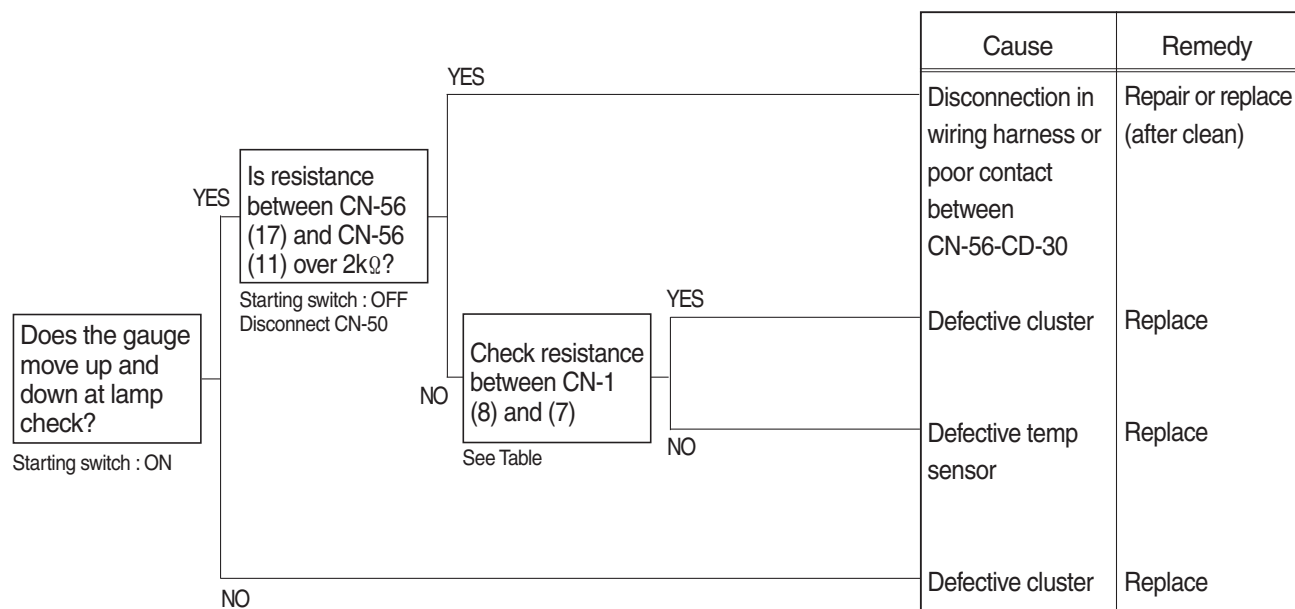 Cause
Remedy
YES
Disconnection in
wiring harness or
poor contact
between
CN-56-CD-30
Repair or replace
(after clean)
YES
Is resistance
between CN-56
(17) and CN-56
(11) over 2kΩ?
Starting switch : OFF
Disconnect CN-50
YES
Defective cluster
Replace
Does the gauge
move up and
down at lamp
check?
Starting switch : ON
NO
Check resistance
between CN-1
(8) and (7)
See Table
NO
Defective temp
sensor
Replace
NO
Defective cluster
Replace